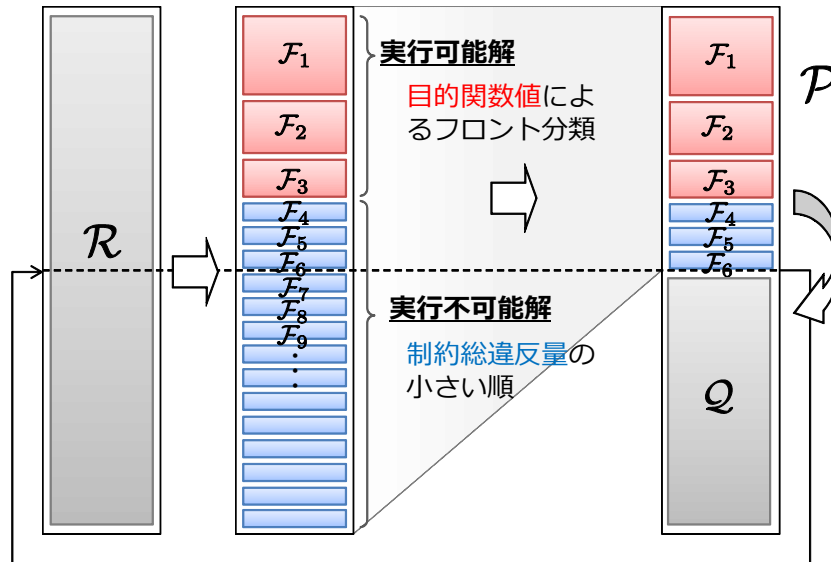 R
F1
F2
F3
F4
F5
F6
F7
F8
F9
・
・
実行可能解
目的関数値によ
るフロント分類
実行不可能解
制約総違反量の
小さい順
F1
F2
F3
F4
F5
F6
Q
P